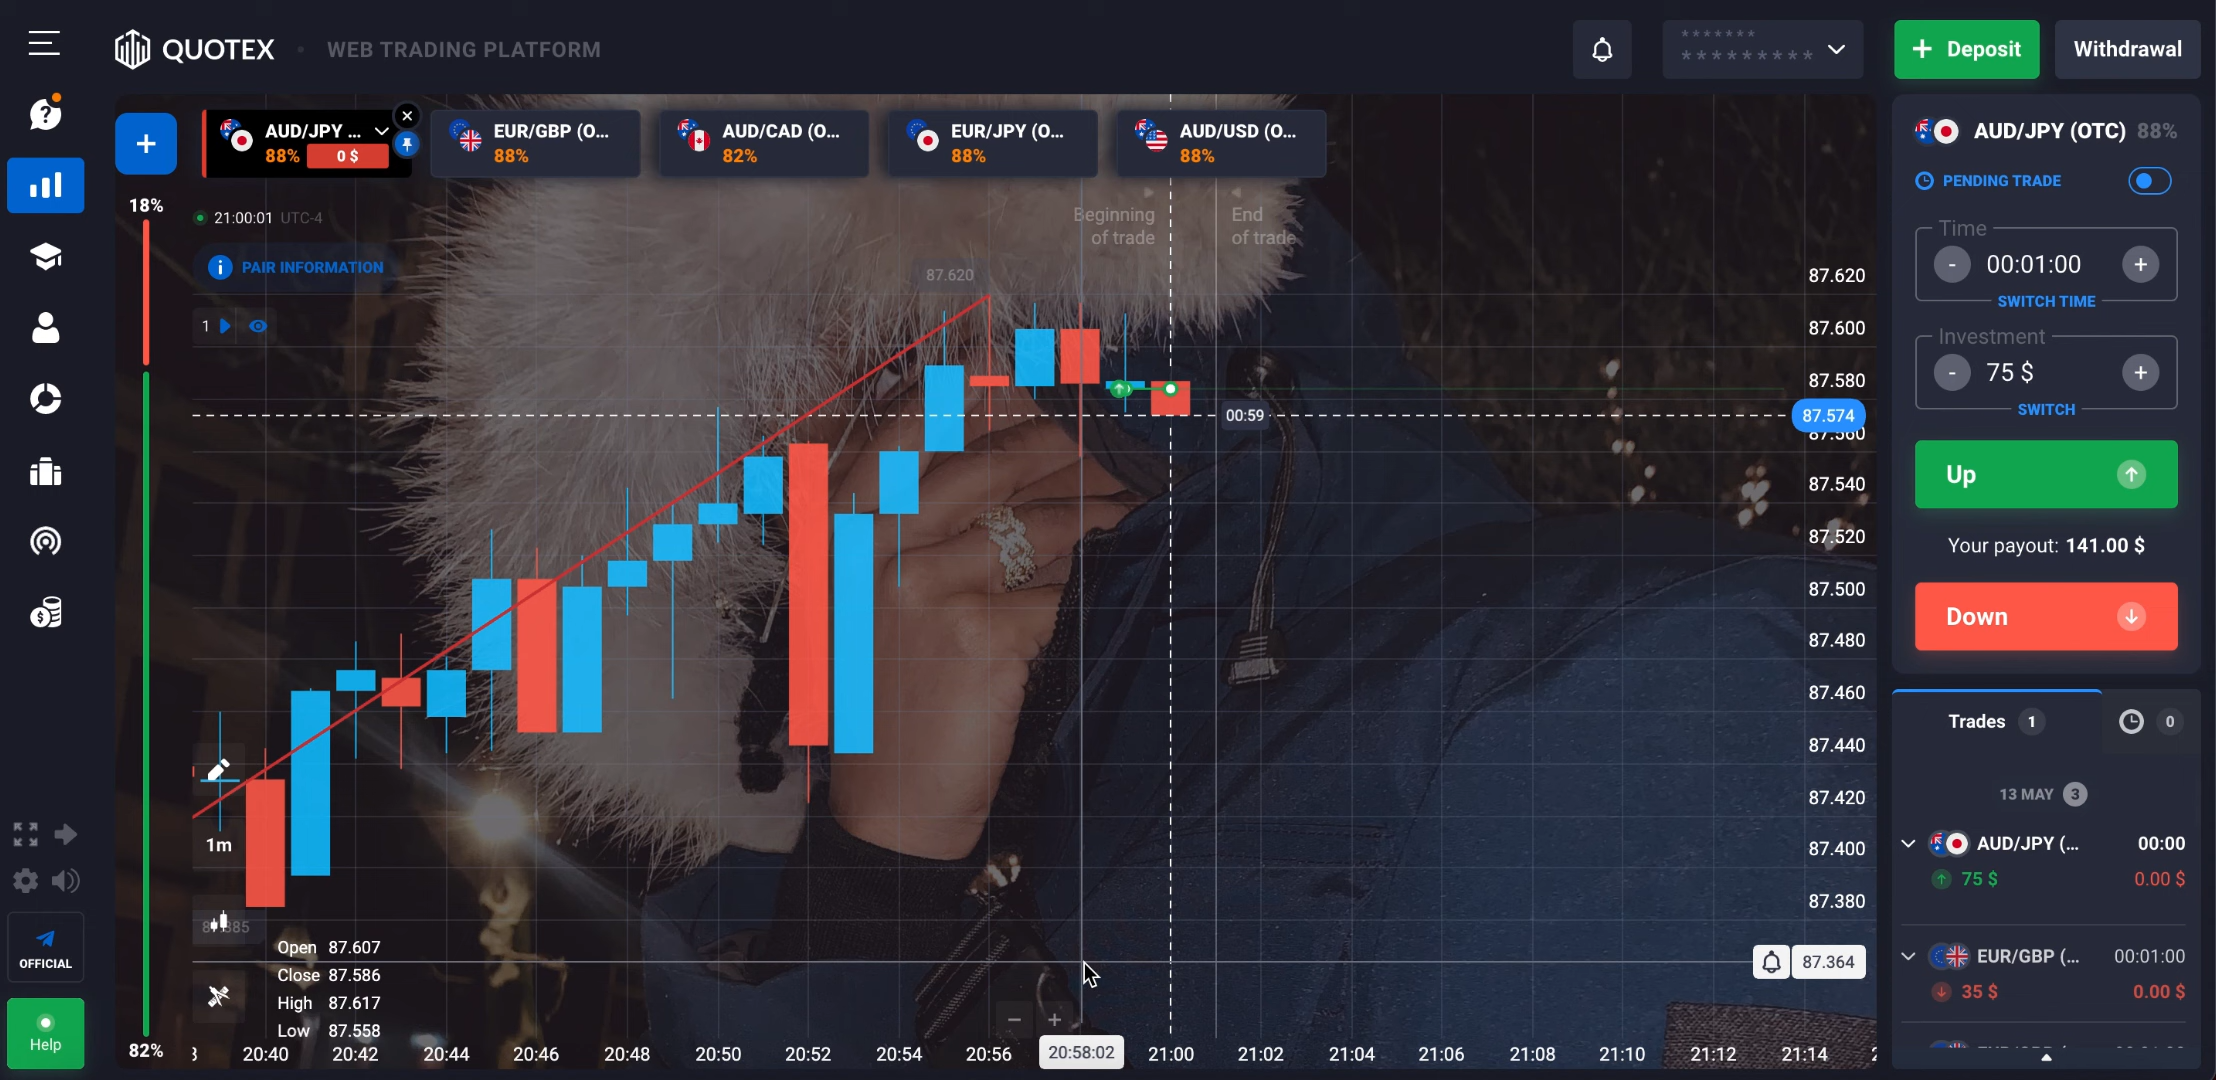 QUOTEX • WEB TRADING PLATFORM
*******
*********
+ Deposit
Withdrawal
AUD/JPY ...
88% 0 $
EUR/GBP (O...
88%
AUD/CAD (O...
82%
EUR/JPY (O...
88%
AUD/USD (O...
88%
18%
21:00:01 UTC-4
PAIR INFORMATION
1
Beginning
of trade
End
of trade
87.620
00:59
87.620
87.600
87.580
87.574
87.560
87.540
87.520
87.500
87.480
87.460
87.440
87.420
87.400
87.380
87.364
1m
Open 87.607
Close 87.586
High 87.617
Low 87.558
82%
20:40 20:42 20:44 20:46 20:48 20:50 20:52 20:54 20:56 20:58:02 21:00 21:02 21:04 21:06 21:08 21:10 21:12 21:14
OFFICIAL
Help
AUD/JPY (OTC) 88%
PENDING TRADE
Time
- 00:01:00 +
SWITCH TIME
Investment
- 75 $ +
SWITCH
Up
Your payout: 141.00 $
Down
Trades 1
0
13 MAY 3
AUD/JPY (... 00:00
75 $ 0.00 $
EUR/GBP (... 00:01:00
35 $ 0.00 $